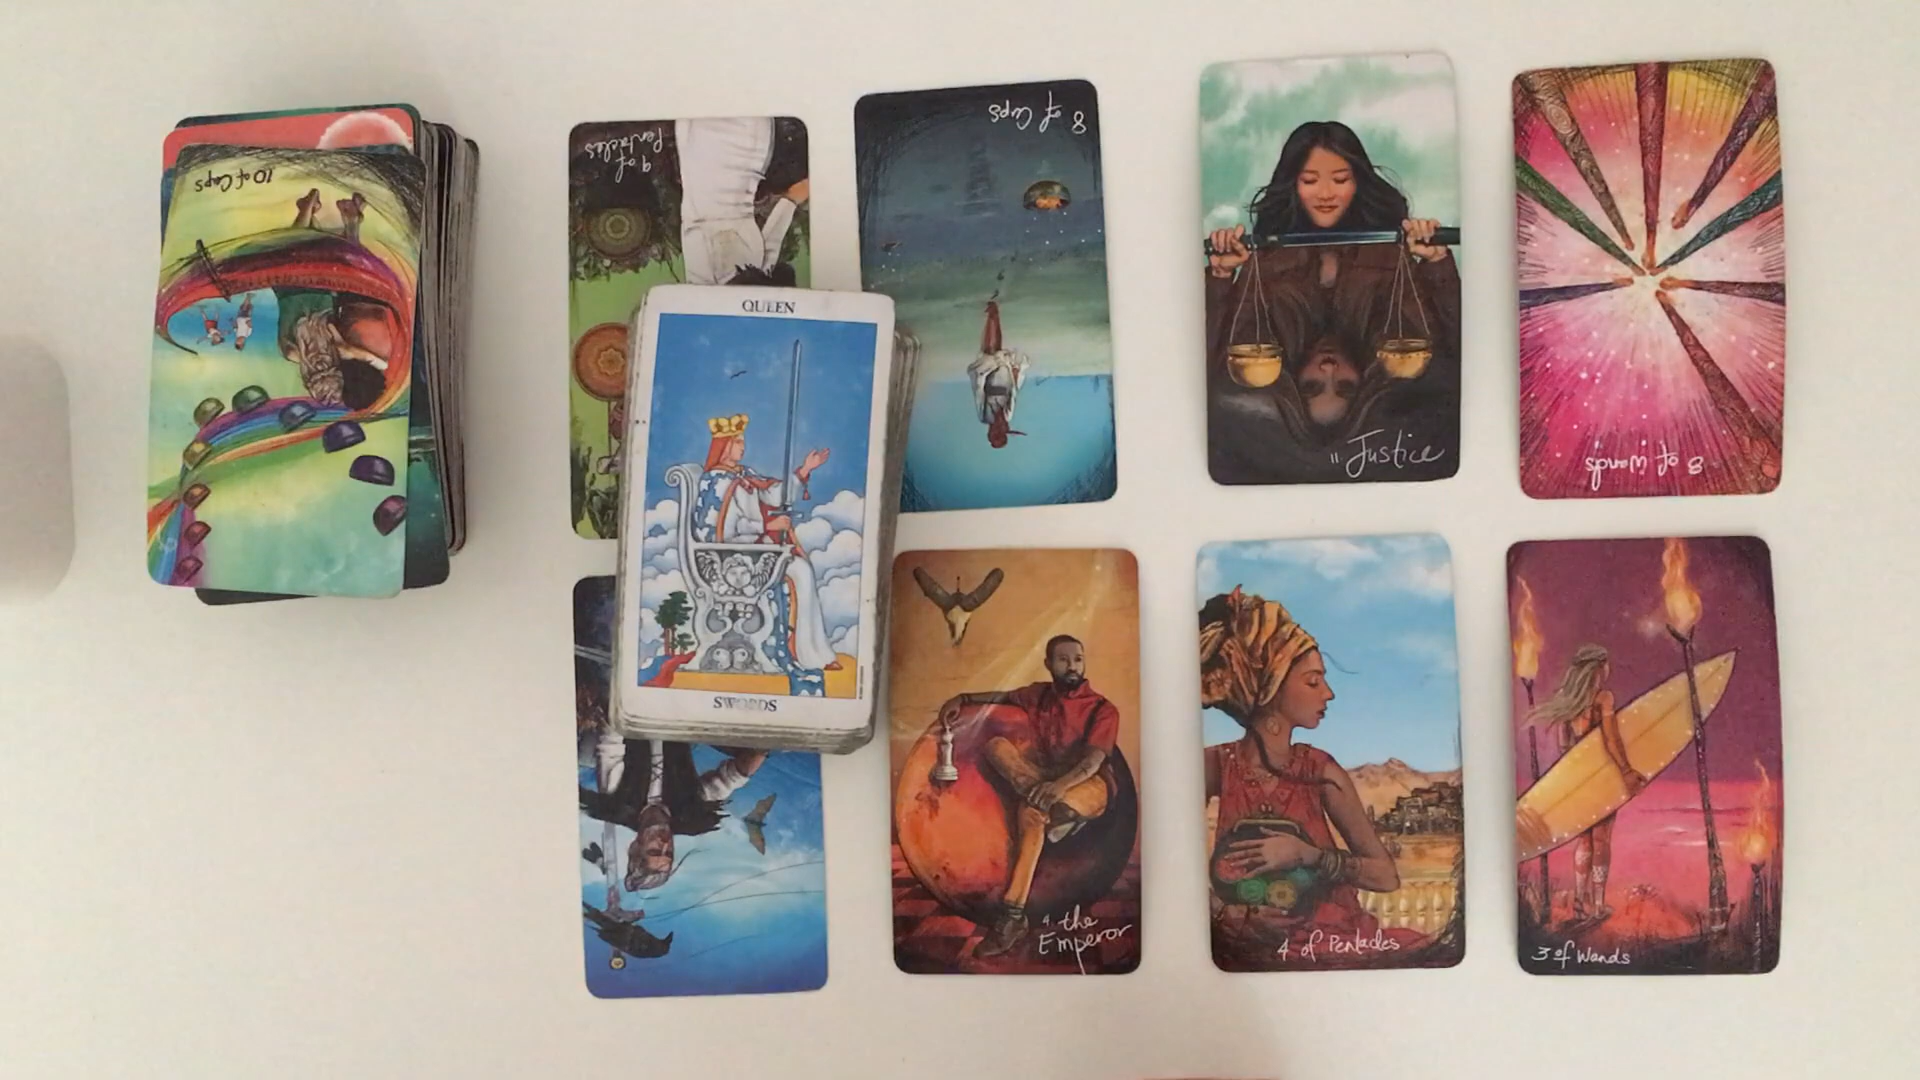 10 of Cups
9 of
Pentacles
8 of Cups
11 Justice
8 of Wands
QUEEN
SWORDS
4. the
Emperor
4 of Pentacles
3 of Wands